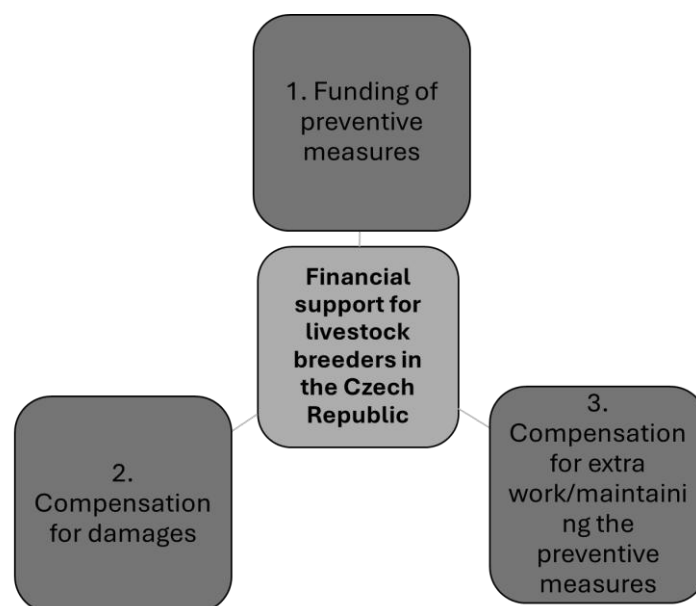 1. Funding of
preventive
measures
Financial
support for
livestock
breeders in
the Czech
Republic
2.
Compensation
for damages
3.
Compensation
for extra
work/maintaini
ng the
preventive
measures